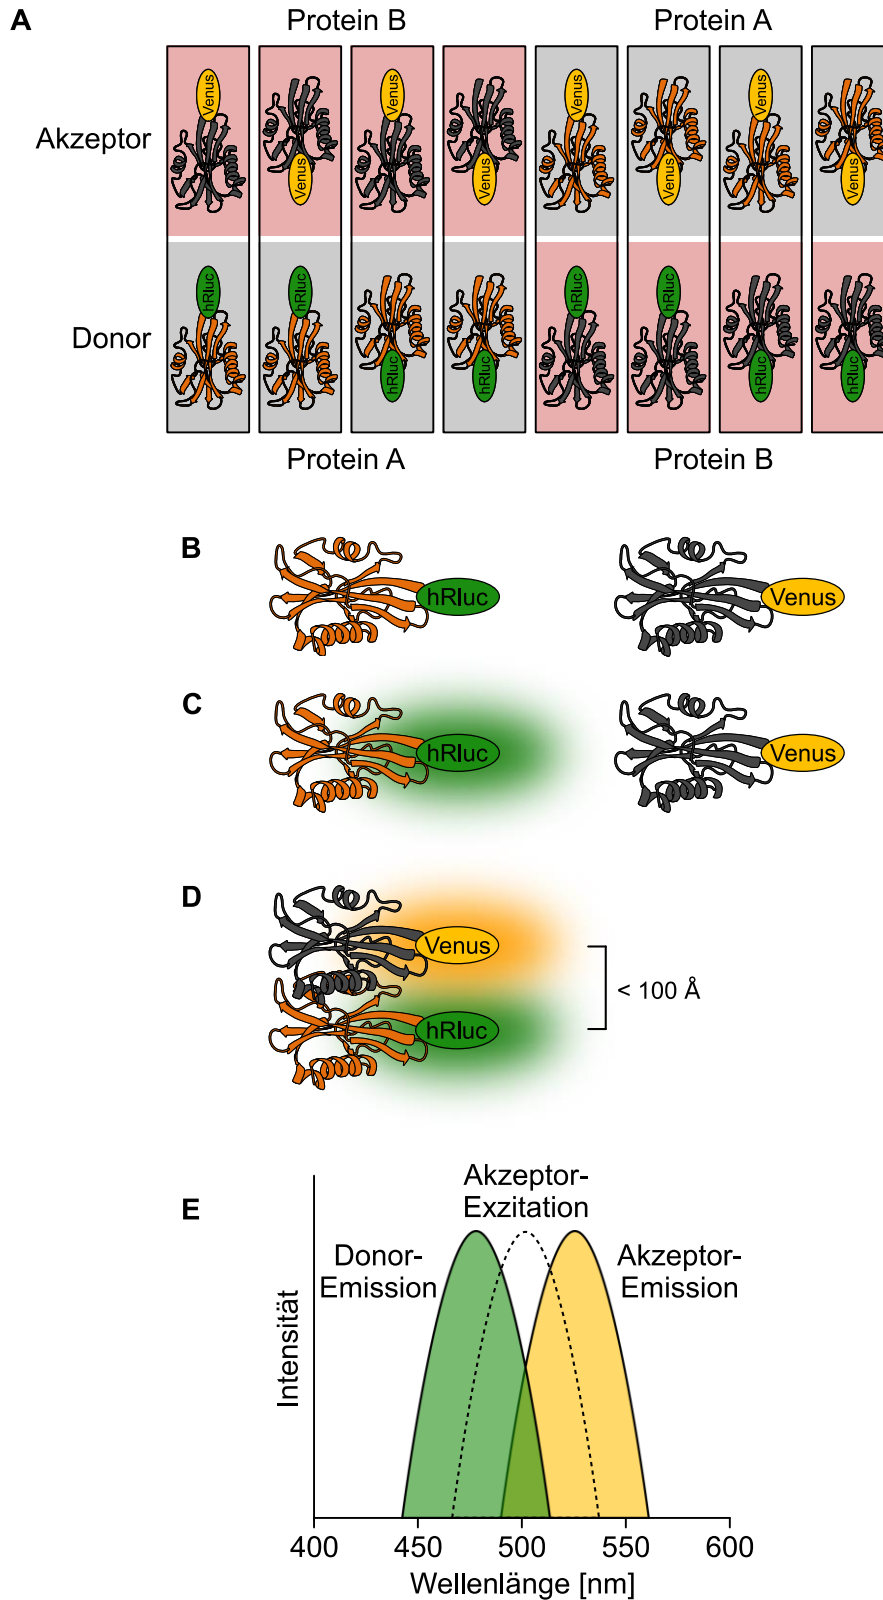 A
Protein B Protein A
Akzeptor
Venus Venus Venus Venus Venus Venus Venus Venus
Donor
hRluc hRluc hRluc hRluc hRluc hRluc hRluc hRluc
Protein A Protein B
B
hRluc Venus
C
hRluc Venus
D
Venus
< 100 Å
hRluc
E
Akzeptor-
Exzitation
Donor-
Emission
Akzeptor-
Emission
Intensität
400 450 500 550 600
Wellenlänge [nm]